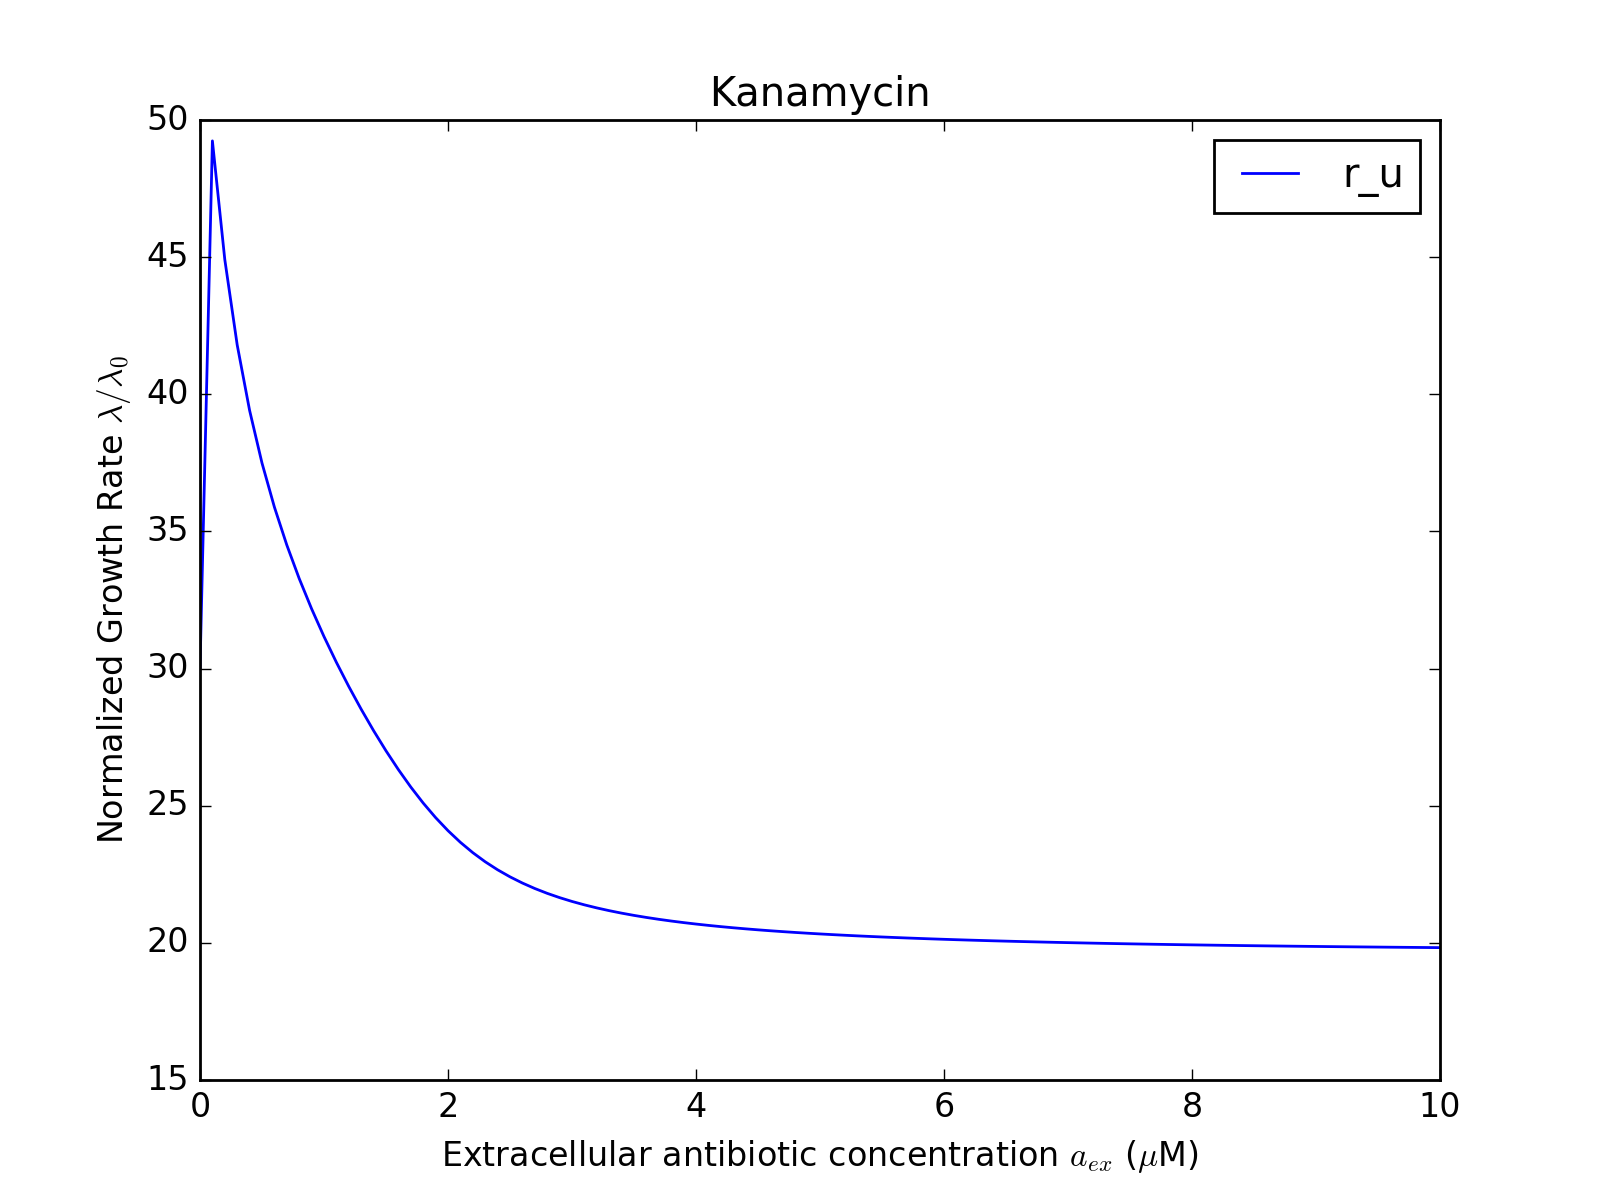 Kanamycin
r_u
Normalized Growth Rate λ/λ₀
50
45
40
35
30
25
20
15
0 2 4 6 8 10
Extracellular antibiotic concentration aₑₓ (μM)